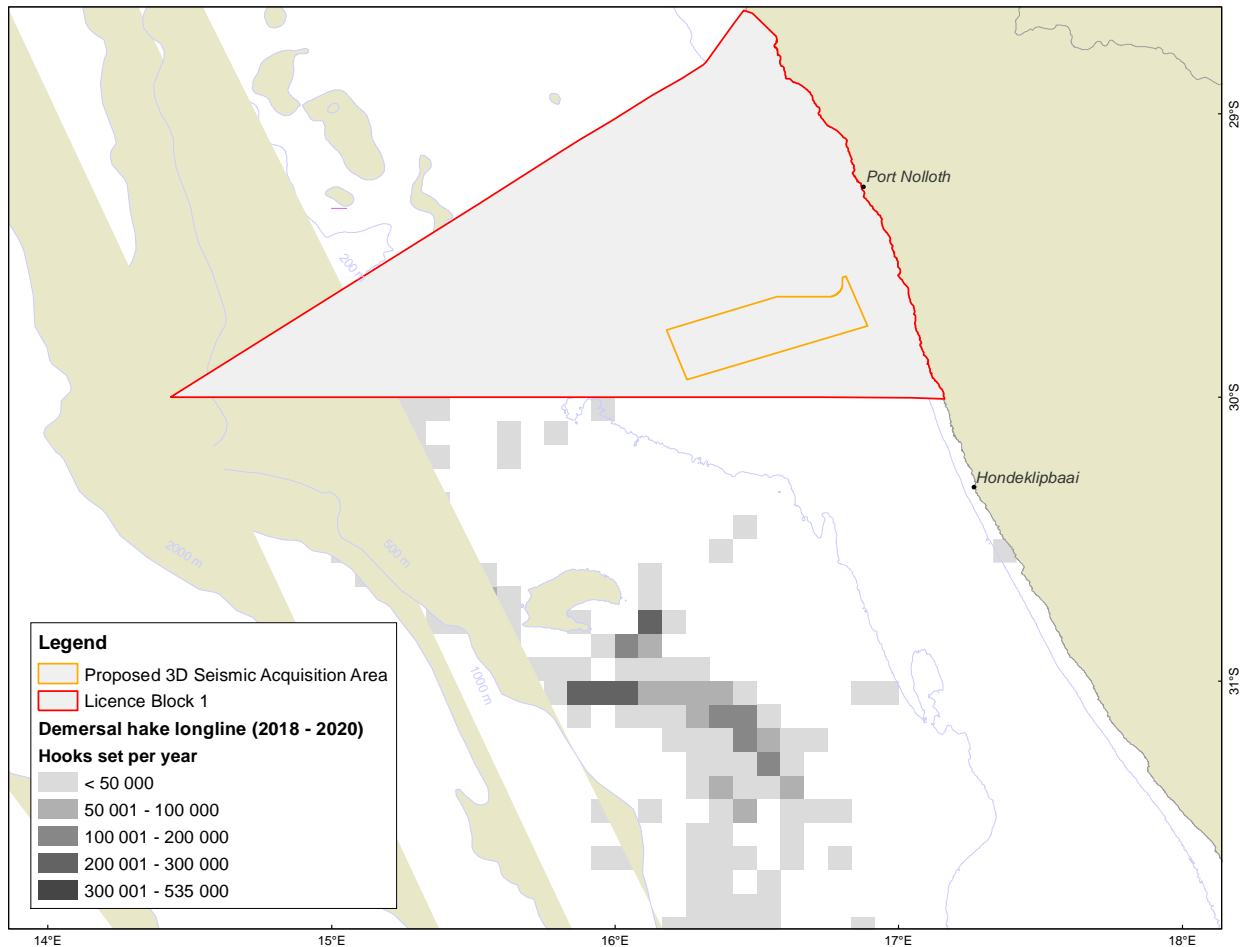 29°S
Port Nolloth
200 m
30°S
Hondeklipbaai
2000 m
500 m
1000 m
31°S
Legend
Proposed 3D Seismic Acquisition Area
Licence Block 1
Demersal hake longline (2018 - 2020)
Hooks set per year
< 50 000
50 001 - 100 000
100 001 - 200 000
200 001 - 300 000
300 001 - 535 000
14°E
15°E
16°E
17°E
18°E